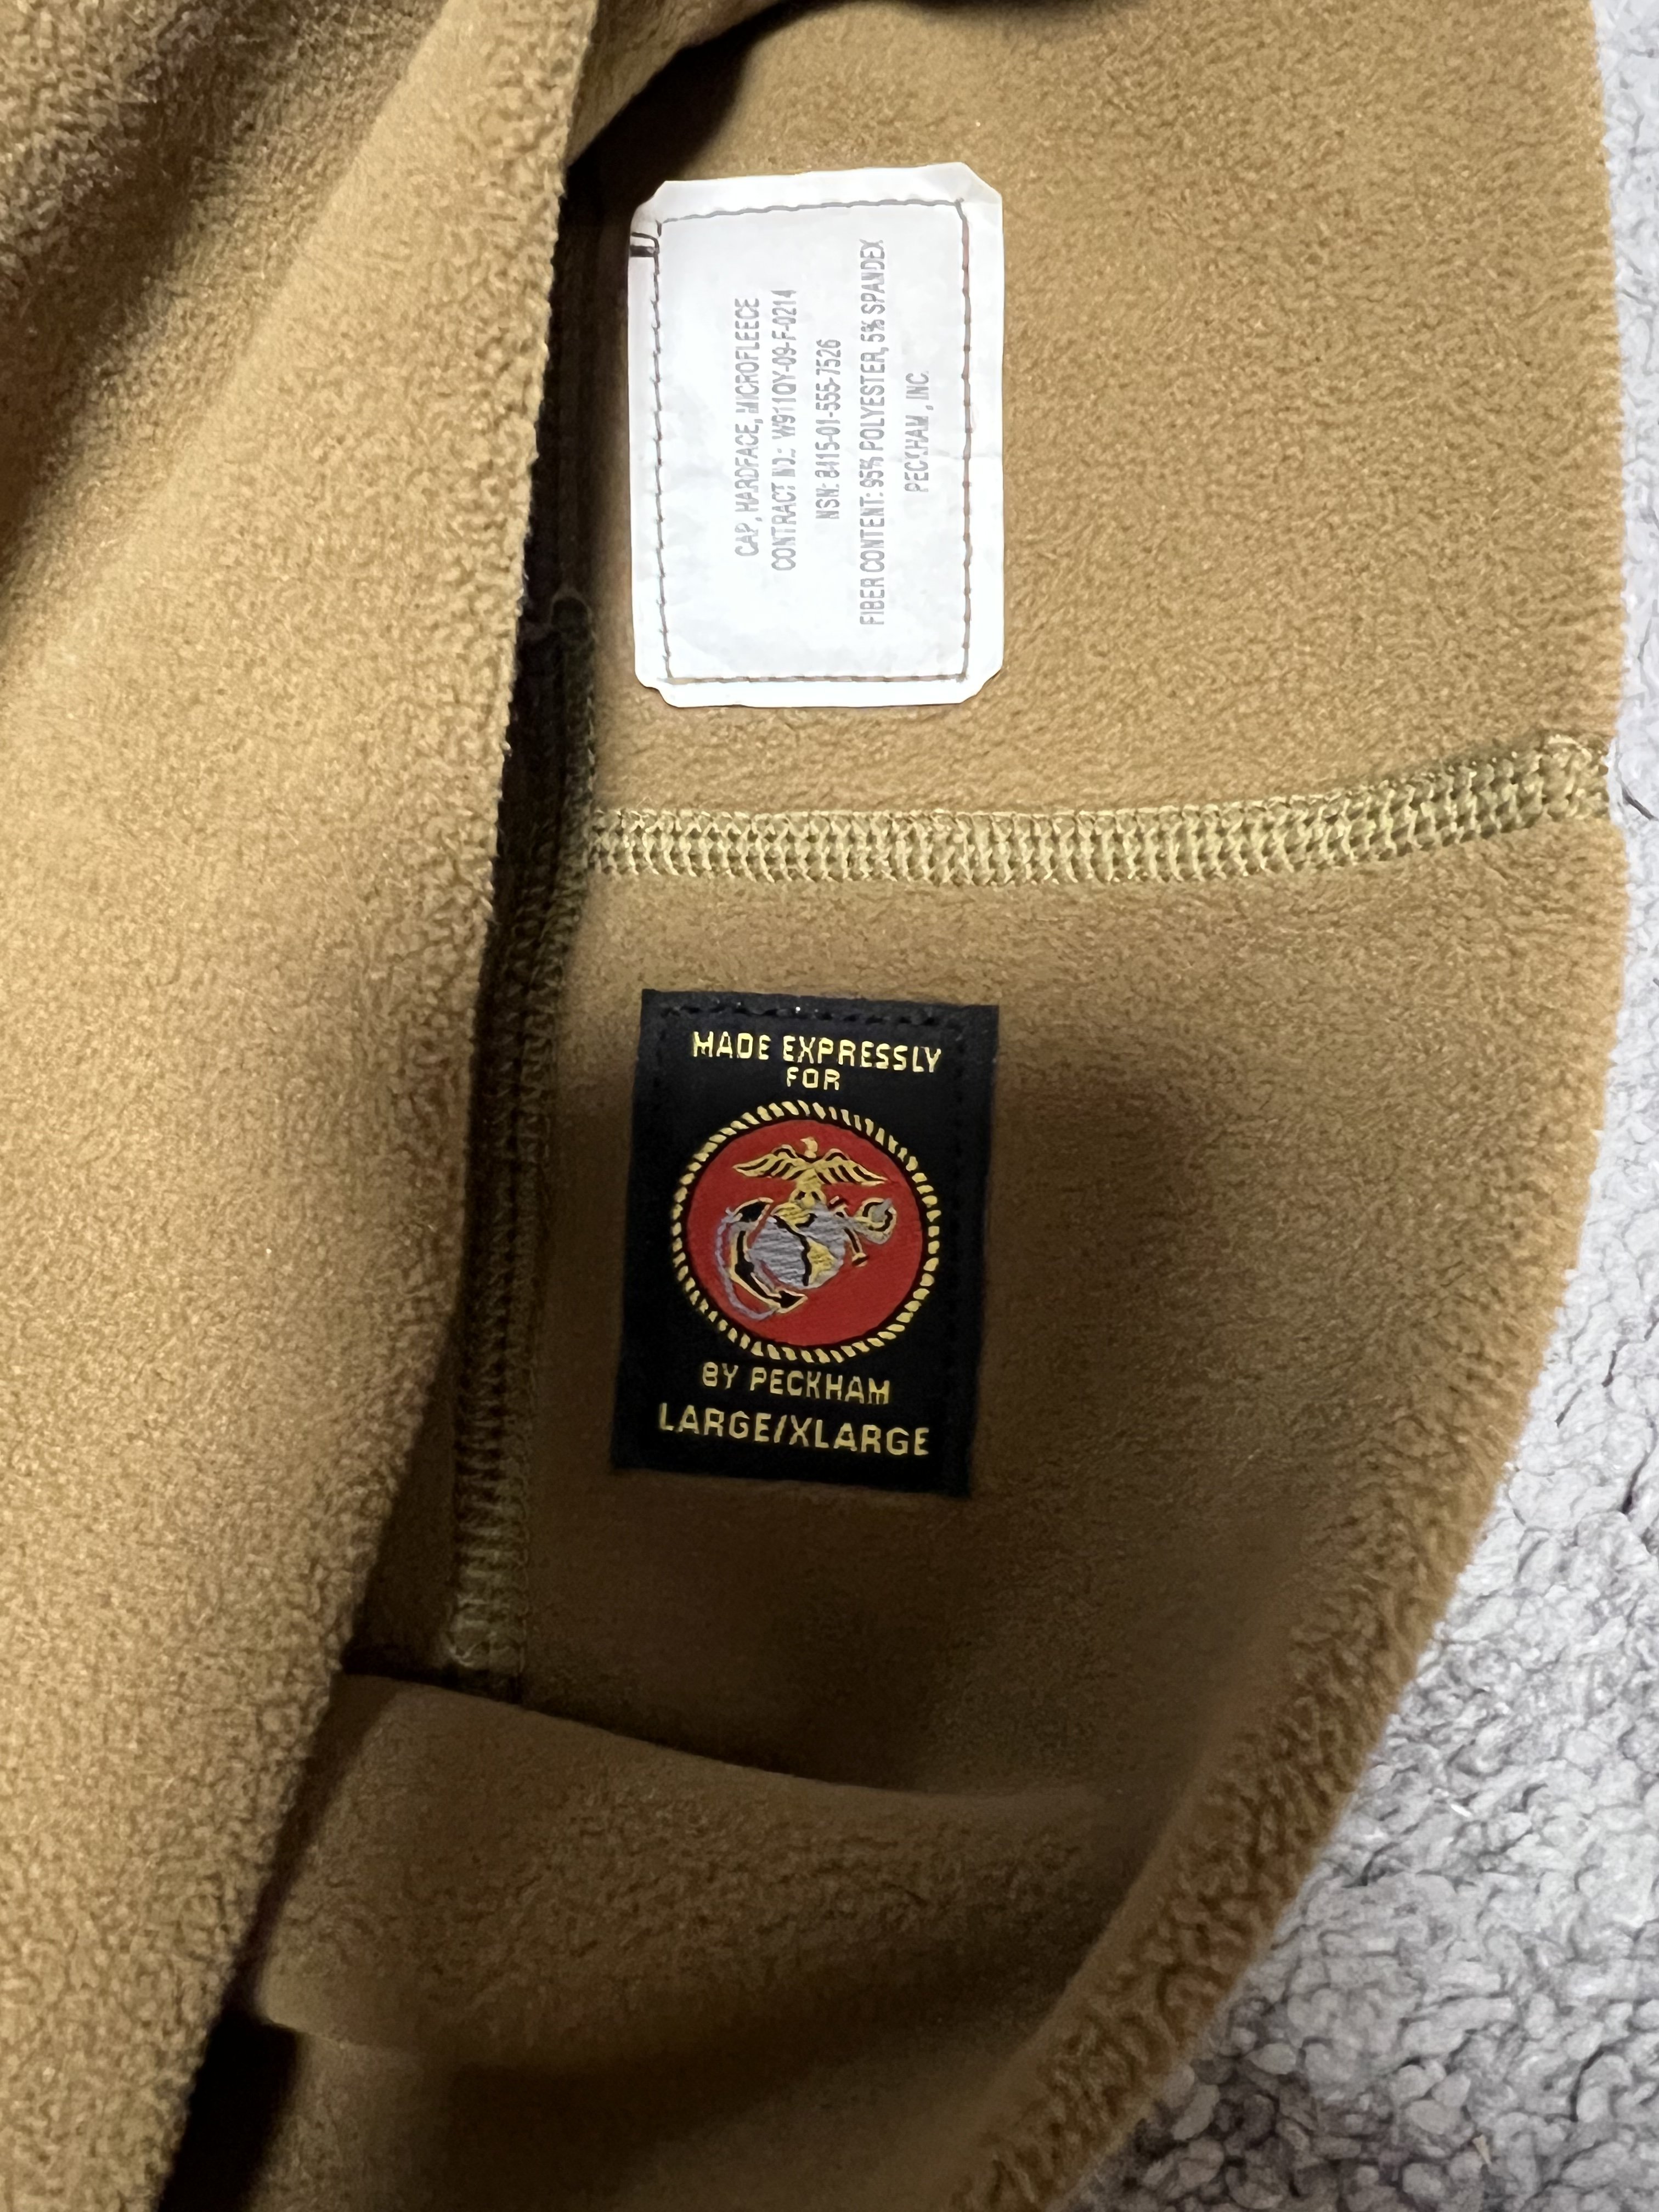 CAP, HARDFACE, MICROFLEECE
CONTRACT NO.: W911QY-09-F-0214
NSN: 8415-01-555-7526
FIBER CONTENT: 95% POLYESTER, 5% SPANDEX
PECKHAM, INC.
MADE EXPRESSLY
FOR
BY PECKHAM
LARGE/XLARGE